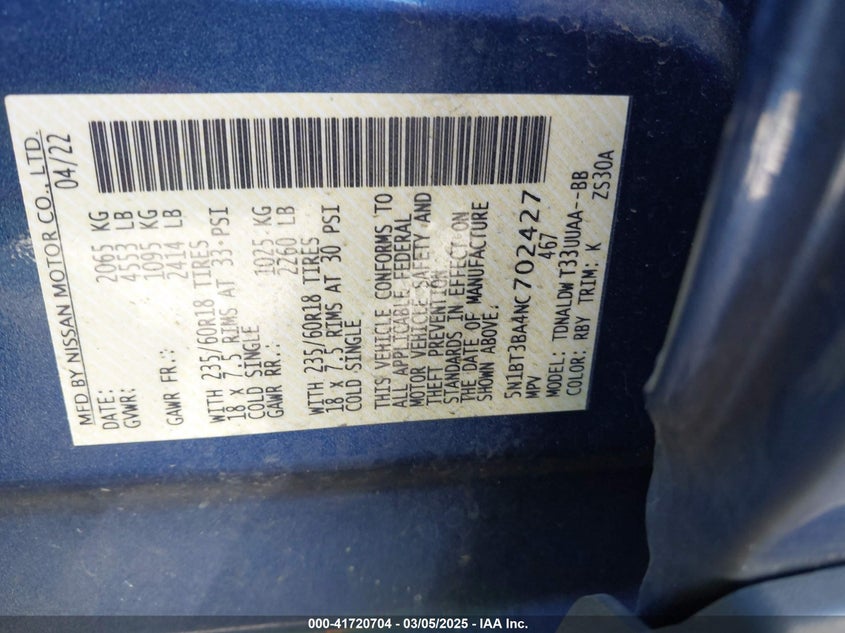 MFD BY NISSAN MOTOR CO., LTD.
DATE: 04/22
GVWR: 2065 KG
4553 LB
GAWR FR.: 1095 KG
2414 LB
WITH 235/60R18 TIRES
18 X 7.5 RIMS AT 33 PSI
COLD SINGLE
GAWR RR.: 1025 KG
2260 LB
WITH 235/60R18 TIRES
18 X 7.5 RIMS AT 30 PSI
COLD SINGLE
THIS VEHICLE CONFORMS TO
ALL APPLICABLE FEDERAL
MOTOR VEHICLE SAFETY AND
THEFT PREVENTION
STANDARDS IN EFFECT ON
THE DATE OF MANUFACTURE
SHOWN ABOVE.
5N1BT3BA4NC702427
MPV 467
MODEL: TDNALDW T33UUAA--BB
COLOR: RBY TRIM: K ZS30A
000-41720704 — 03/05/2025 - IAA Inc.